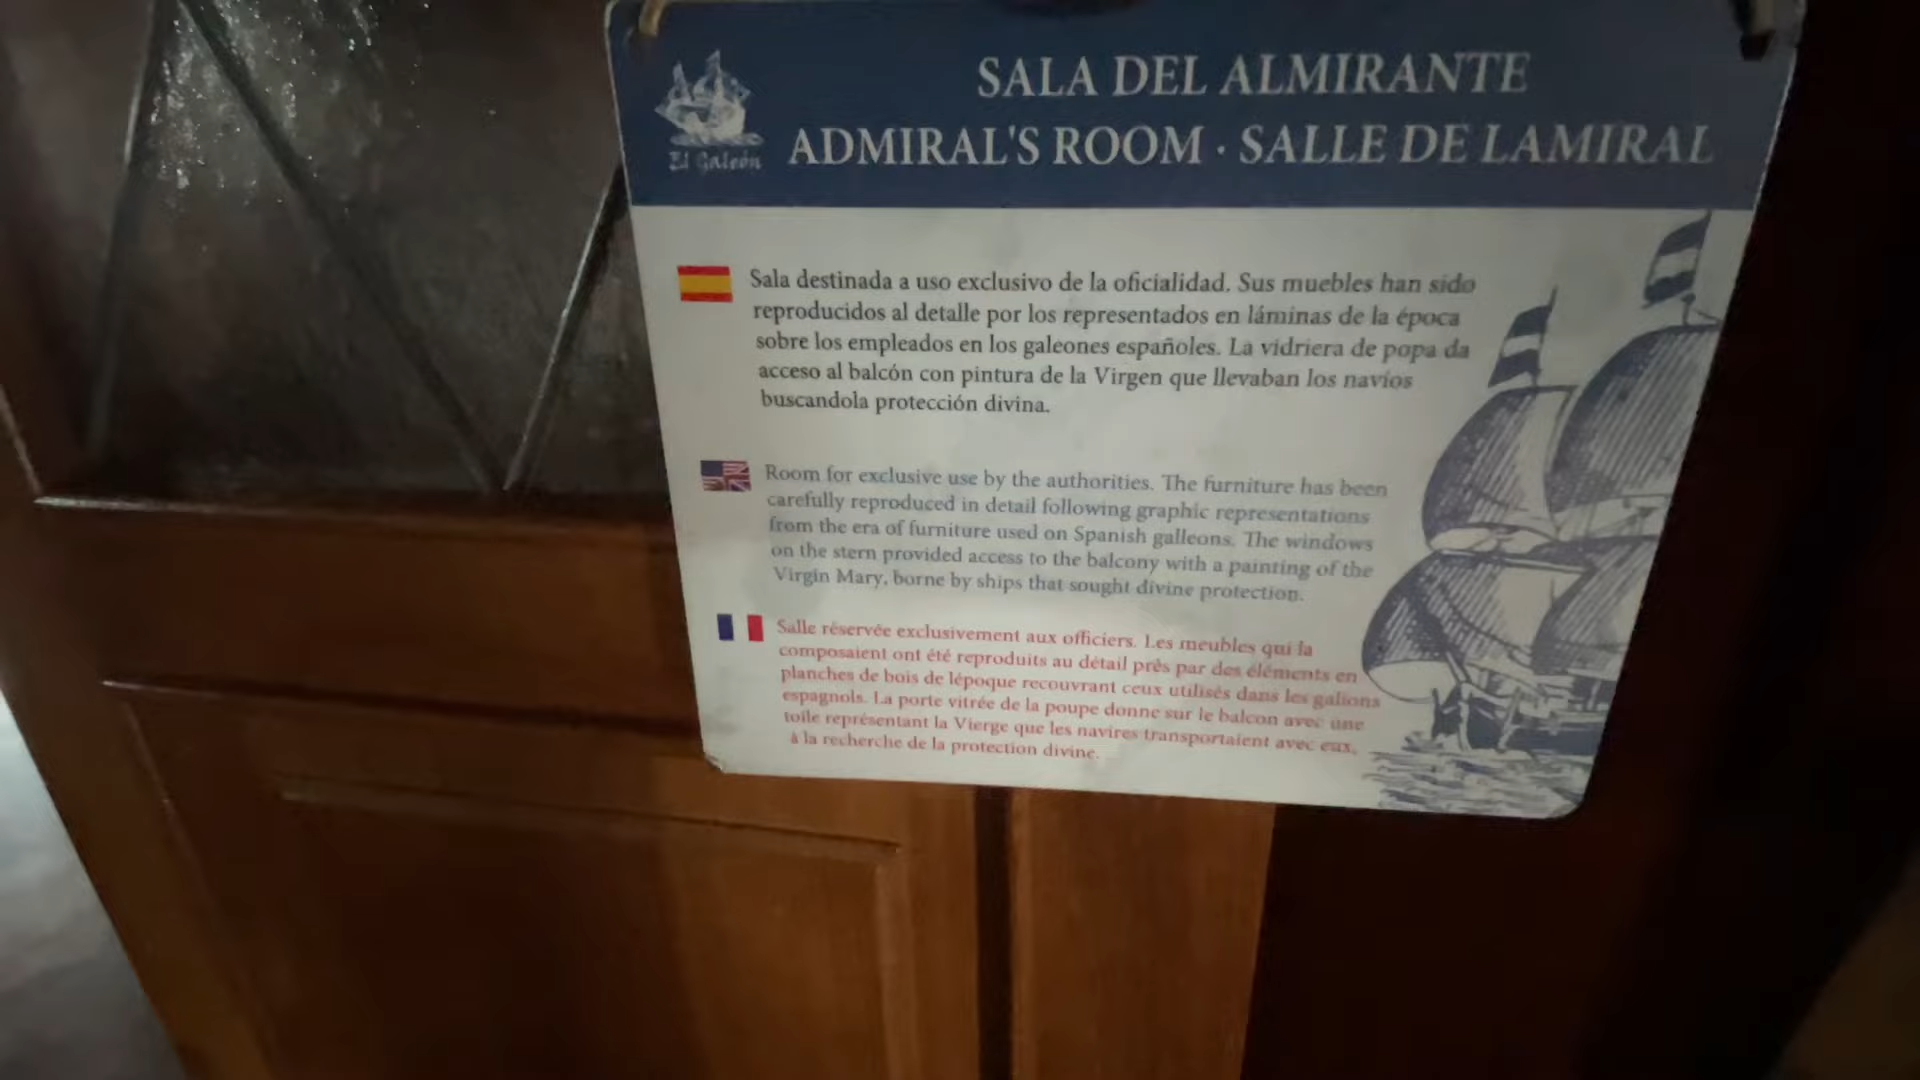 SALA DEL ALMIRANTE
ADMIRAL'S ROOM · SALLE DE LAMIRAL
El Galeón
Sala destinada a uso exclusivo de la oficialidad. Sus muebles han sido
reproducidos al detalle por los representados en láminas de la época
sobre los empleados en los galeones españoles. La vidriera de popa da
acceso al balcón con pintura de la Virgen que llevaban los navíos
buscandola protección divina.
Room for exclusive use by the authorities. The furniture has been
carefully reproduced in detail following graphic representations
from the era of furniture used on Spanish galleons. The windows
on the stern provided access to the balcony with a painting of the
Virgin Mary, borne by ships that sought divine protection.
Salle réservée exclusivement aux officiers. Les meubles qui la
composaient ont été reproduits au détail près par des éléments en
planches de bois de lépoque recouvrant ceux utilisés dans les galions
espagnols. La porte vitrée de la poupe donne sur le balcon avec une
toile représentant la Vierge que les navires transportaient avec eux,
à la recherche de la protection divine.